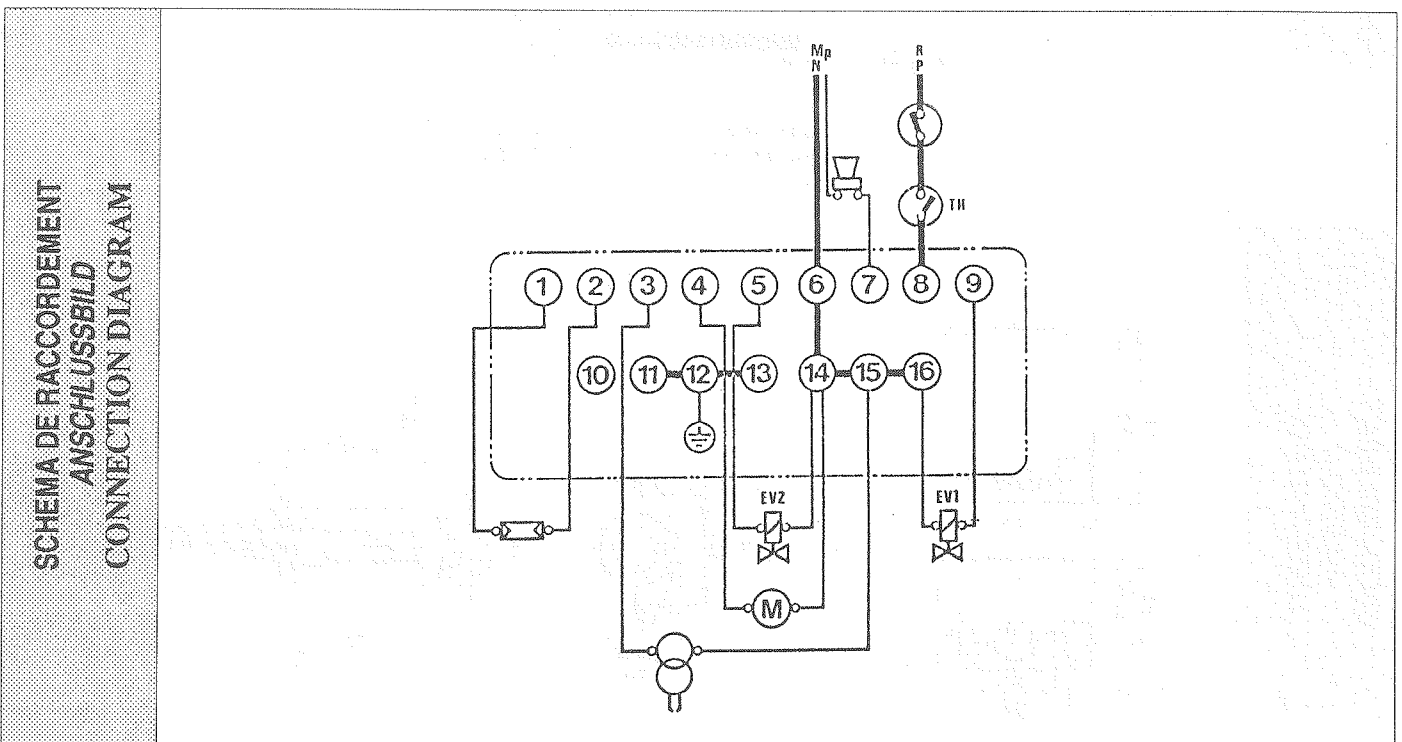 SCHEMA DE RACCORDEMENT
ANSCHLUSSBILD
CONNECTION DIAGRAM
Mp
N
R
P
TH
1 2 3 4 5 6 7 8 9
10 11 12 13 14 15 16
EV2
EV1
M